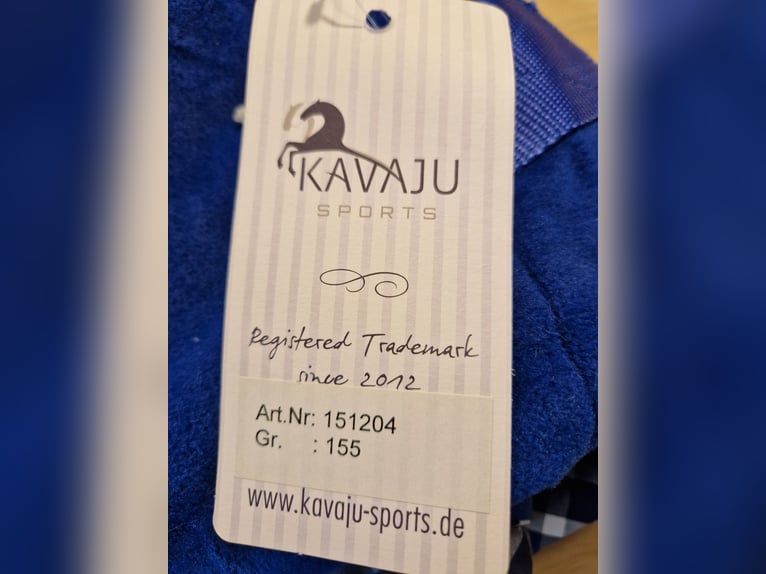 KAVAJU
SPORTS
Registered Trademark
since 2012
Art.Nr: 151204
Gr. : 155
www.kavaju-sports.de